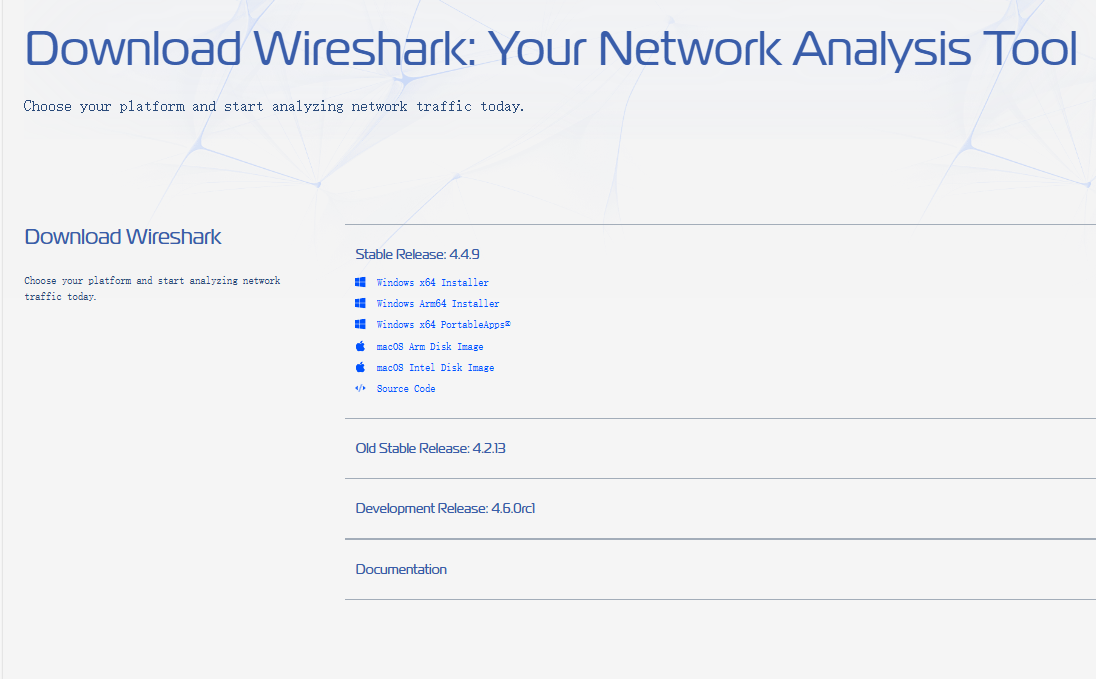 Download Wireshark: Your Network Analysis Tool
Choose your platform and start analyzing network traffic today.
Download Wireshark
Choose your platform and start analyzing network
traffic today.
Stable Release: 4.4.9
Windows x64 Installer
Windows Arm64 Installer
Windows x64 PortableApps®
macOS Arm Disk Image
macOS Intel Disk Image
Source Code
Old Stable Release: 4.2.13
Development Release: 4.6.0rc1
Documentation